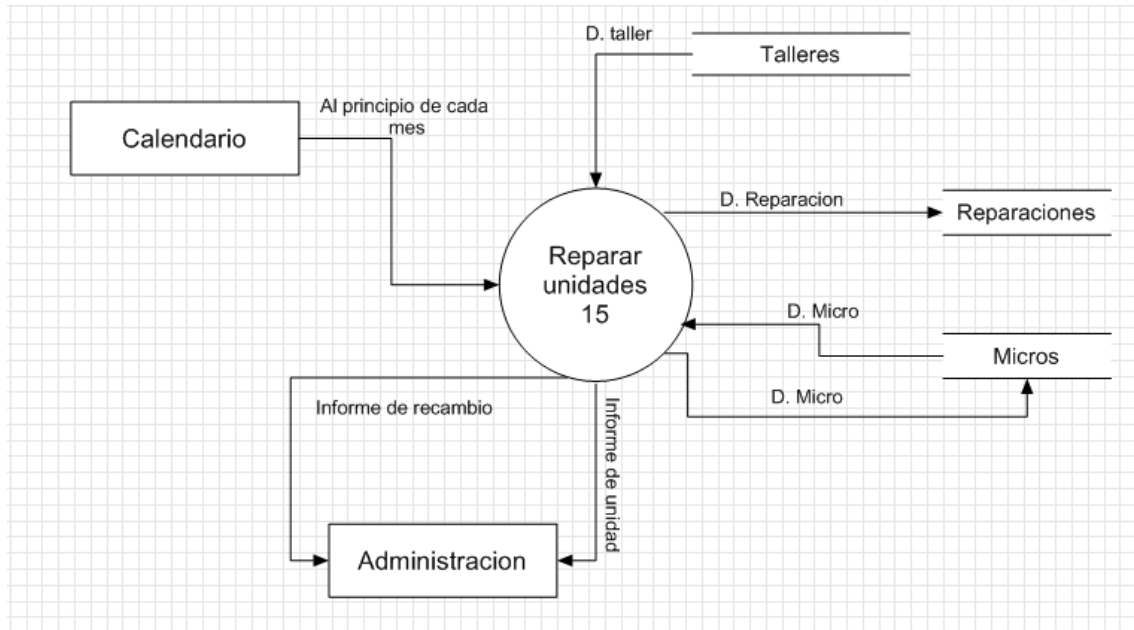 D. taller
Talleres
Al principio de cada
mes
Calendario
D. Reparacion
Reparaciones
Reparar
unidades
15
D. Micro
Micros
D. Micro
Informe de recambio
Informe de unidad
Administracion